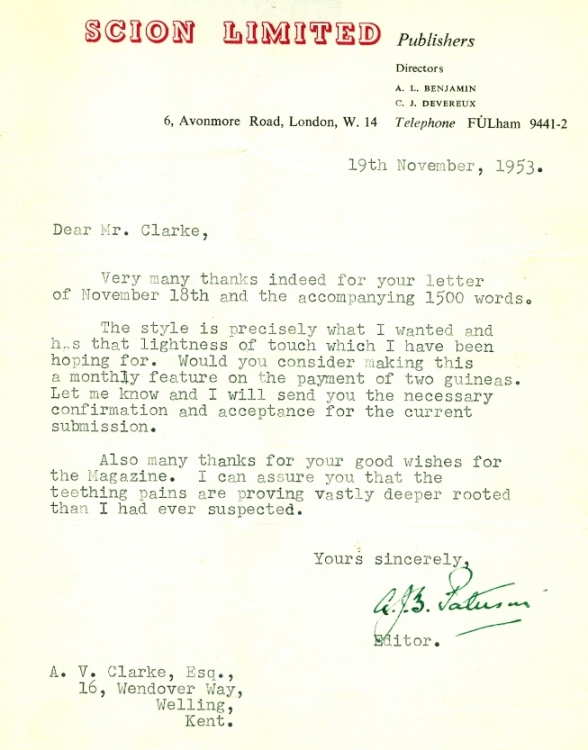 SCION LIMITED Publishers
Directors
A. L. BENJAMIN
C. J. DEVEREUX
6, Avonmore Road, London, W. 14 Telephone FULham 9441-2
19th November, 1953.
Dear Mr. Clarke,
Very many thanks indeed for your letter
of November 18th and the accompanying 1500 words.
The style is precisely what I wanted and
has that lightness of touch which I have been
hoping for. Would you consider making this
a monthly feature on the payment of two guineas.
Let me know and I will send you the necessary
confirmation and acceptance for the current
submission.
Also many thanks for your good wishes for
the Magazine. I can assure you that the
teething pains are proving vastly deeper rooted
than I had ever suspected.
Yours sincerely,
A.J.B. Paterson
Editor.
A. V. Clarke, Esq.,
16, Wendover Way,
Welling,
Kent.